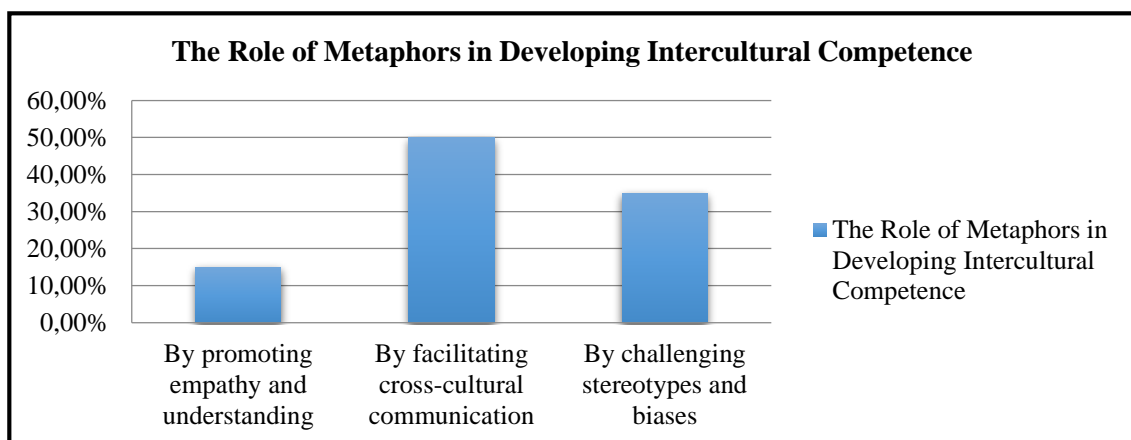 The Role of Metaphors in Developing Intercultural Competence
60,00%
50,00%
40,00%
30,00%
20,00%
10,00%
0,00%
By promoting
empathy and
understanding
By facilitating
cross-cultural
communication
By challenging
stereotypes and
biases
The Role of Metaphors in
Developing Intercultural
Competence